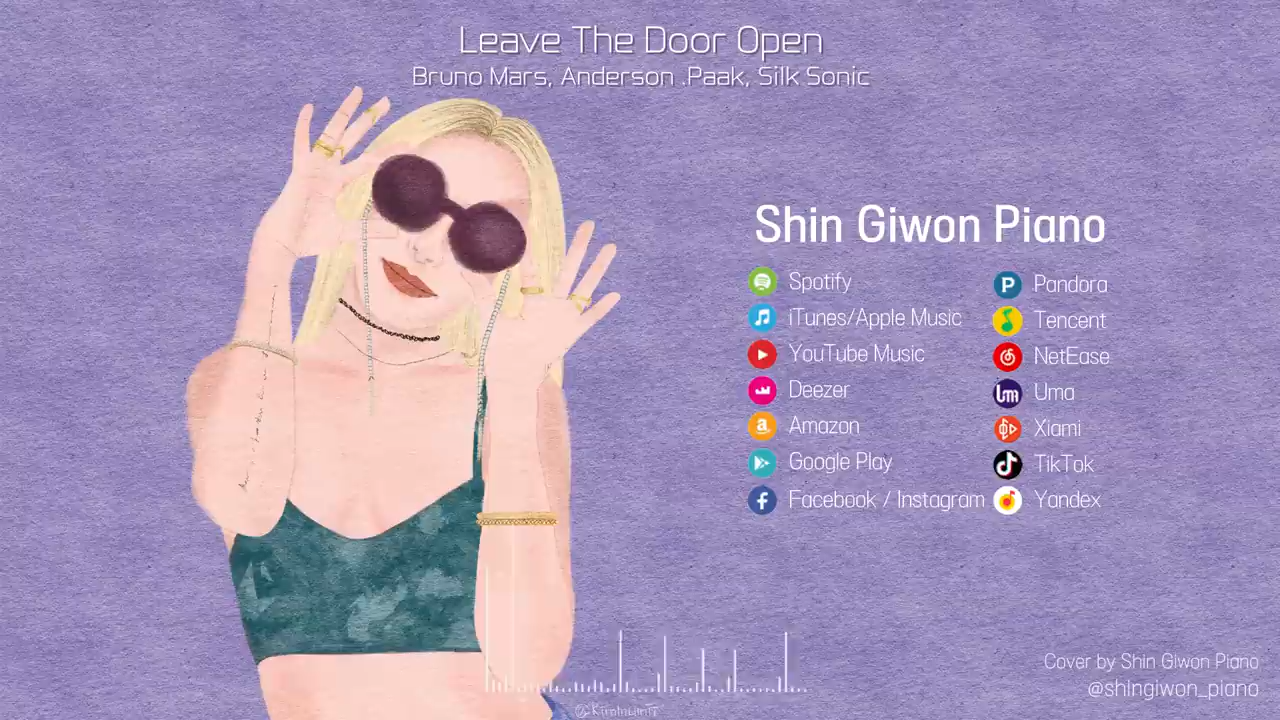 Leave The Door Open
Bruno Mars, Anderson .Paak, Silk Sonic
Shin Giwon Piano
Spotify
iTunes/Apple Music
YouTube Music
Deezer
Amazon
Google Play
Facebook / Instagram
Pandora
Tencent
NetEase
Uma
Xiami
TikTok
Yandex
Cover by Shin Giwon Piano
@shingiwon_piano